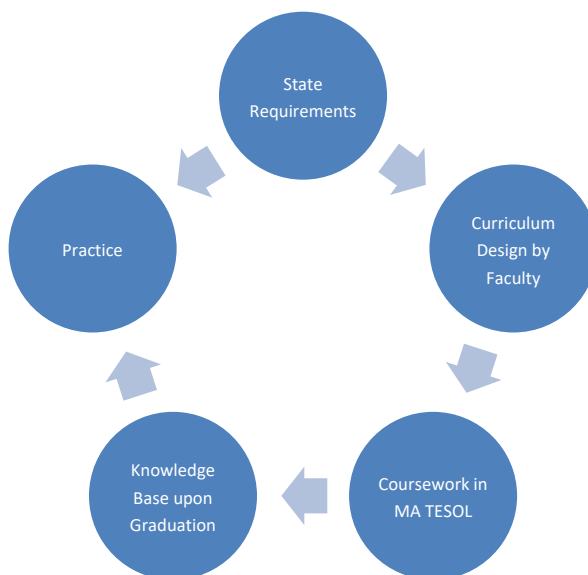 State
Requirements
Curriculum
Design by
Faculty
Coursework in
MA TESOL
Knowledge
Base upon
Graduation
Practice